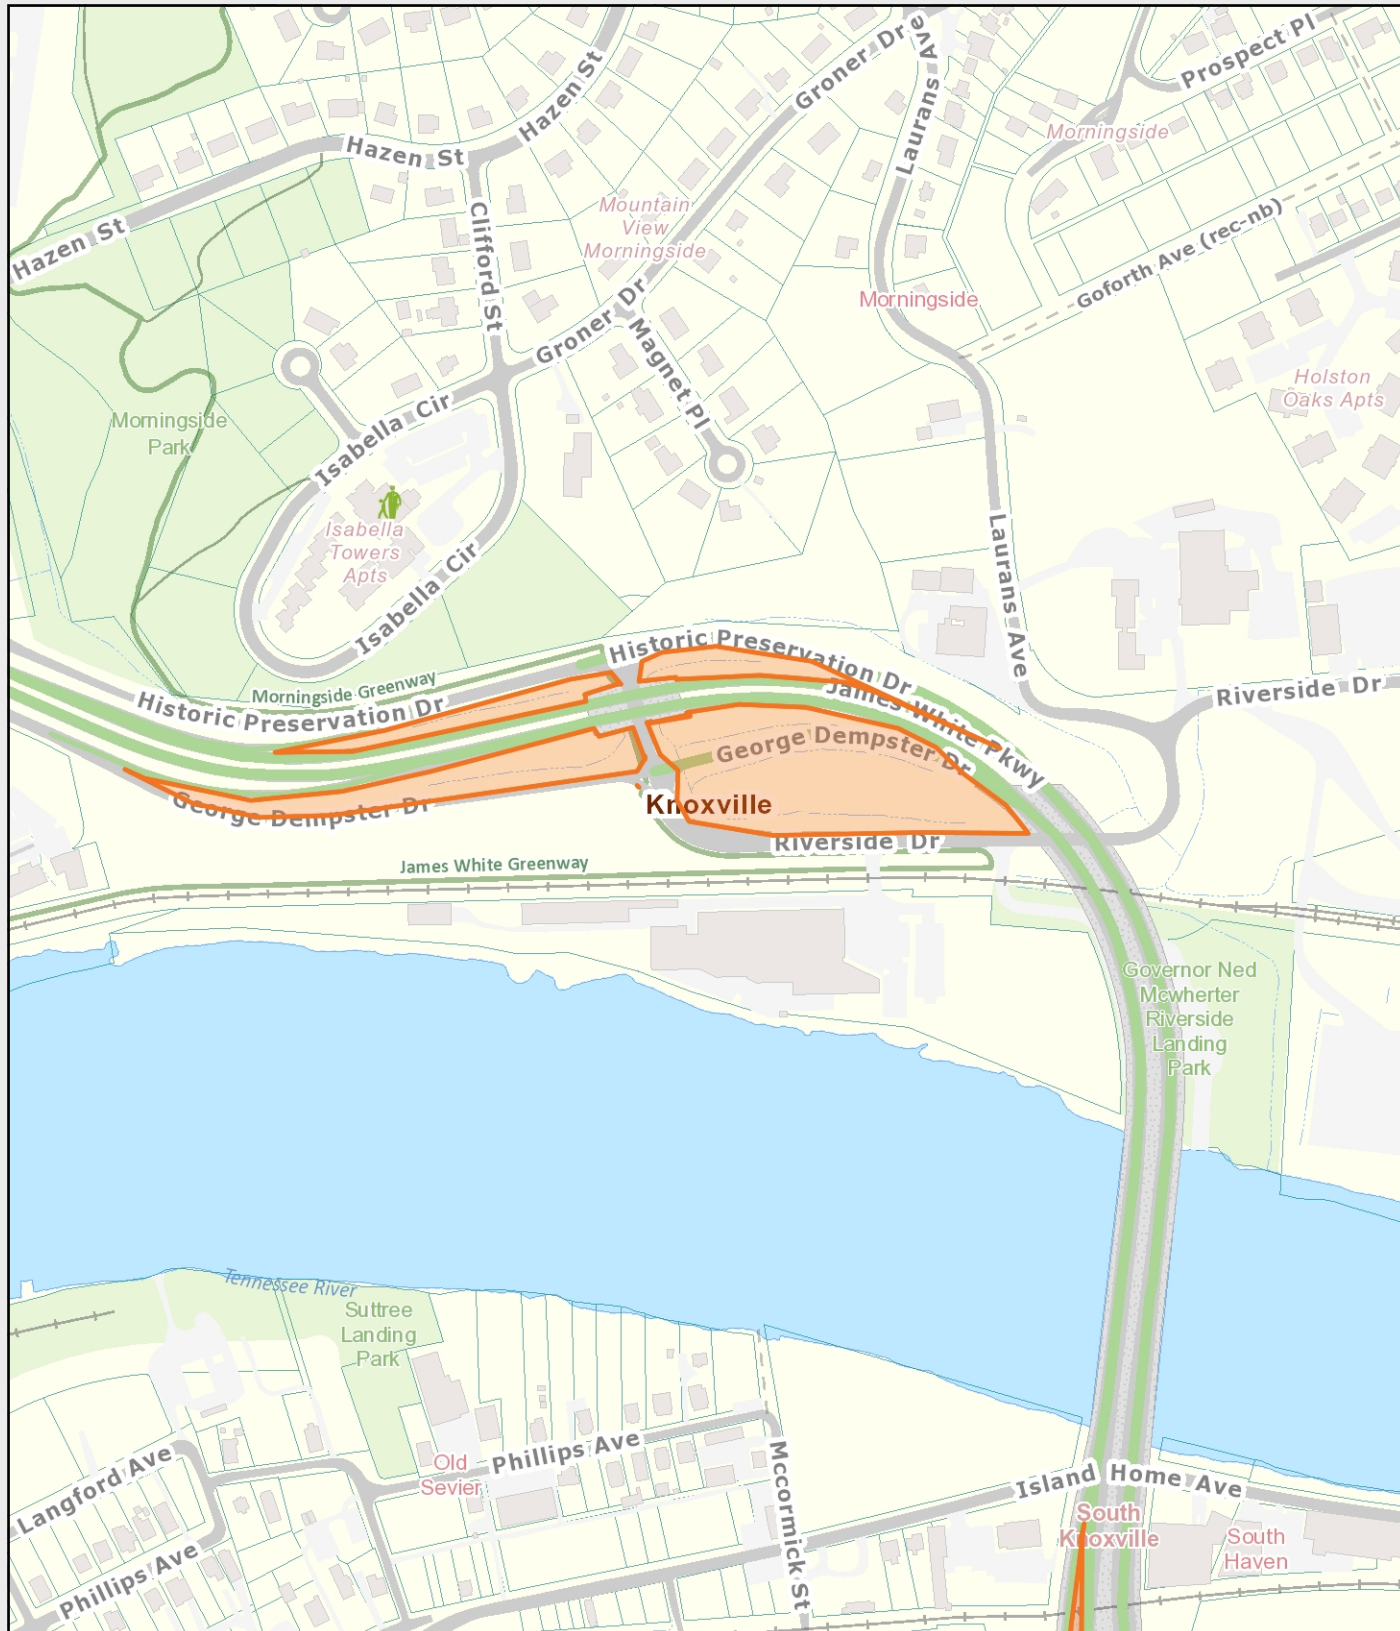 Prospect Pl
Groner Dr
Laurans Ave
Hazen St
Hazen St
Morningside
Hazen St
Clifford St
Mountain
View
Morningside
Goforth Ave (rec-nb)
Morningside
Groner Dr
Magnet Pl
Holston
Oaks Apts
Morningside
Park
Isabella Cir
Isabella
Towers
Apts
Isabella Cir
Laurans Ave
Historic Preservation Dr
Morningside Greenway
Historic Preservation Dr
James White Pkwy
Riverside Dr
George Dempster Dr
George Dempster Dr
Knoxville
Riverside Dr
James White Greenway
Governor Ned
Mcwherter
Riverside
Landing
Park
Tennessee River
Suttree
Landing
Park
Phillips Ave
Old
Sevier
Langford Ave
Mccormick St
Island Home Ave
South
Knoxville
South
Haven
Phillips Ave